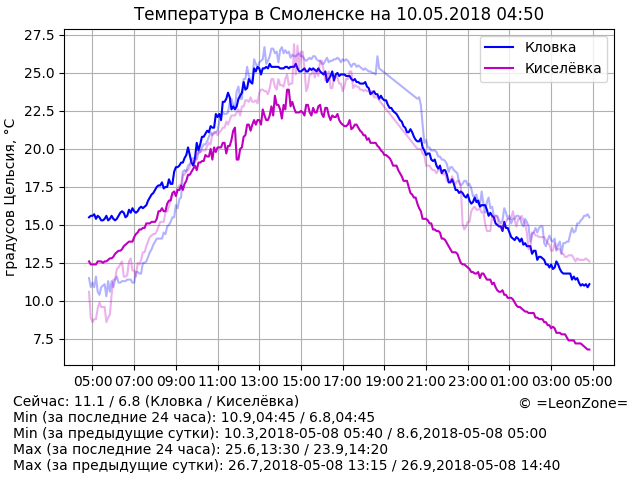 Температура в Смоленске на 10.05.2018 04:50
градусов Цельсия, °C
27.5
25.0
22.5
20.0
17.5
15.0
12.5
10.0
7.5
Кловка
Киселёвка
05:00 07:00 09:00 11:00 13:00 15:00 17:00 19:00 21:00 23:00 01:00 03:00 05:00
Сейчас: 11.1 / 6.8 (Кловка / Киселёвка)
© =LeonZone=
Min (за последние 24 часа): 10.9,04:45 / 6.8,04:45
Min (за предыдущие сутки): 10.3,2018-05-08 05:40 / 8.6,2018-05-08 05:00
Max (за последние 24 часа): 25.6,13:30 / 23.9,14:20
Max (за предыдущие сутки): 26.7,2018-05-08 13:15 / 26.9,2018-05-08 14:40